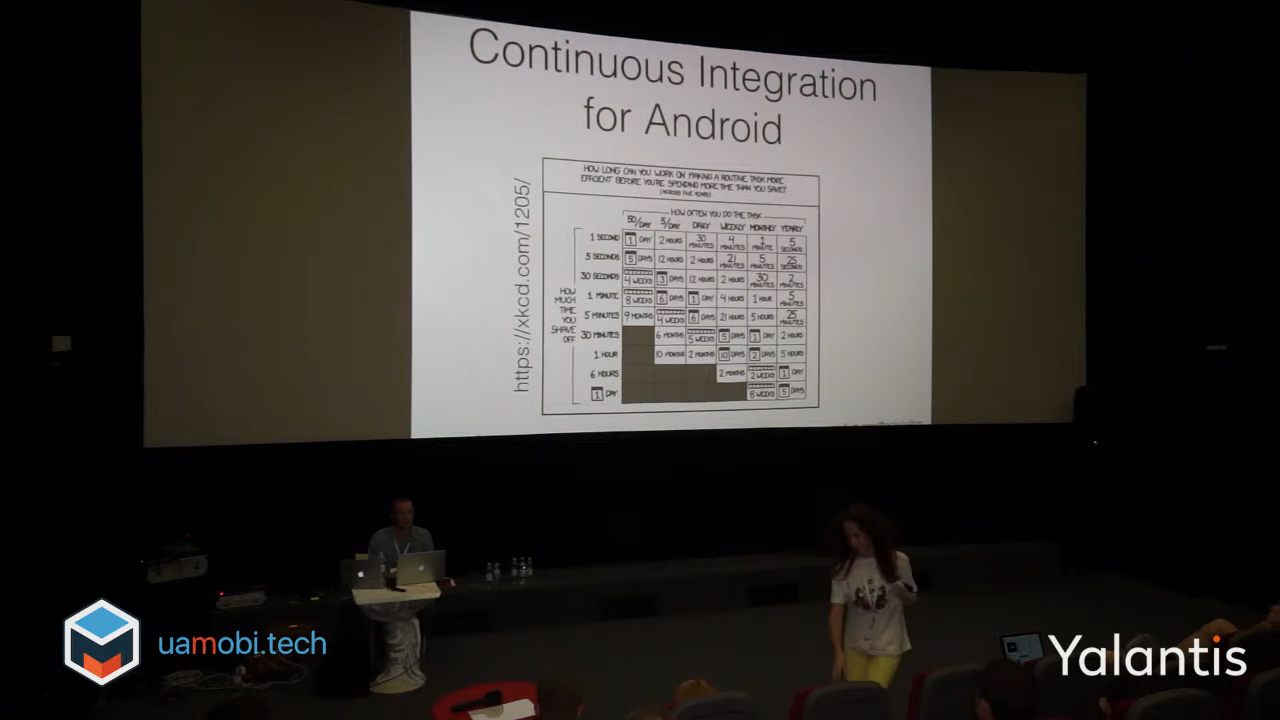 Continuous Integration
for Android
https://xkcd.com/1205/
HOW LONG CAN YOU WORK ON MAKING A ROUTINE TASK MORE
EFFICIENT BEFORE YOU'RE SPENDING MORE TIME THAN YOU SAVE?
(ACROSS FIVE YEARS)
HOW OFTEN YOU DO THE TASK
50/DAY 5/DAY DAILY WEEKLY MONTHLY YEARLY
HOW MUCH TIME YOU SHAVE OFF
1 SECOND 1 DAY 2 HOURS 30 MINUTES 4 MINUTES 1 MINUTE 5 SECONDS
5 SECONDS 5 DAYS 12 HOURS 2 HOURS 21 MINUTES 5 MINUTES 25 SECONDS
30 SECONDS 4 WEEKS 3 DAYS 12 HOURS 2 HOURS 30 MINUTES 2 MINUTES
1 MINUTE 8 WEEKS 6 DAYS 1 DAY 4 HOURS 1 HOUR 5 MINUTES
5 MINUTES 9 MONTHS 4 WEEKS 6 DAYS 21 HOURS 5 HOURS 25 MINUTES
30 MINUTES 6 MONTHS 5 WEEKS 5 DAYS 1 DAY 2 HOURS
1 HOUR 10 MONTHS 2 MONTHS 10 DAYS 2 DAYS 5 HOURS
6 HOURS 2 MONTHS 2 WEEKS 1 DAY
1 DAY 8 WEEKS 5 DAYS
uamobi.tech
Yalantis